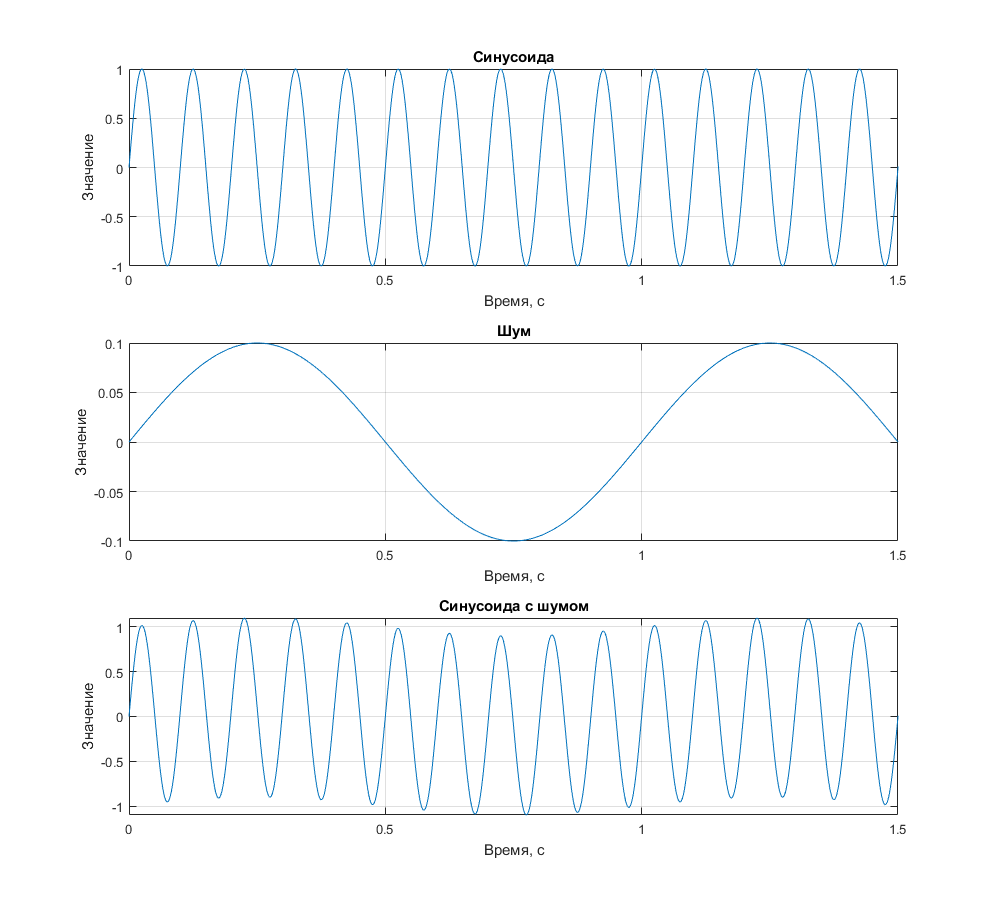 Синусоида
1
0.5
0
-0.5
-1
Значение
0 0.5 1 1.5
Время, с
Шум
0.1
0.05
0
-0.05
-0.1
Значение
0 0.5 1 1.5
Время, с
Синусоида с шумом
1
0.5
0
-0.5
-1
Значение
0 0.5 1 1.5
Время, с